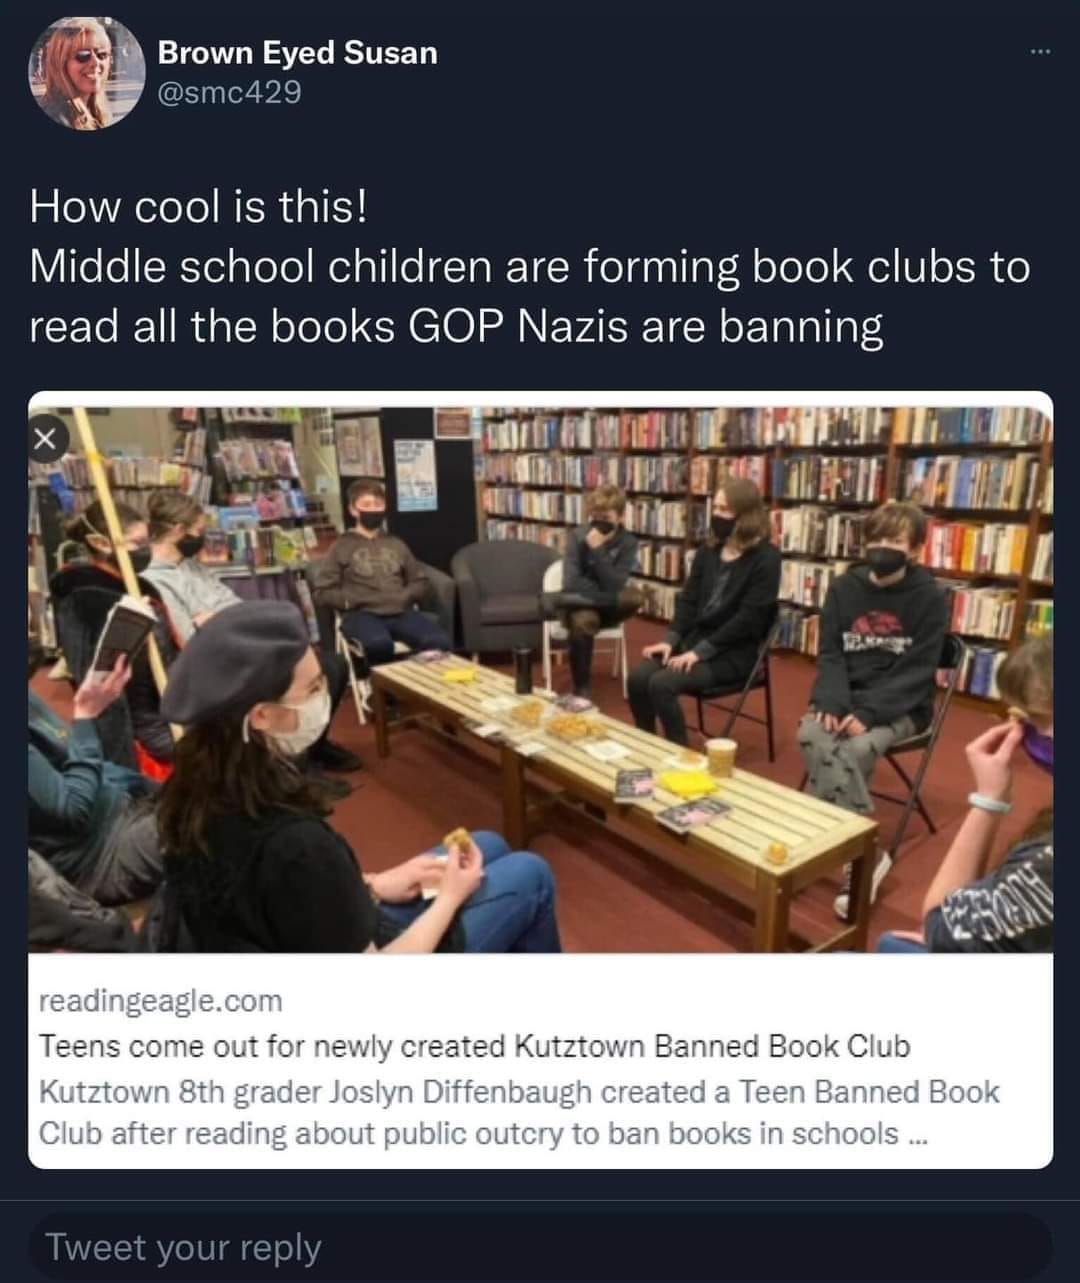 Brown Eyed Susan
@smc429
How cool is this!
Middle school children are forming book clubs to
read all the books GOP Nazis are banning
readingeagle.com
Teens come out for newly created Kutztown Banned Book Club
Kutztown 8th grader Joslyn Diffenbaugh created a Teen Banned Book
Club after reading about public outcry to ban books in schools ...
Tweet your reply